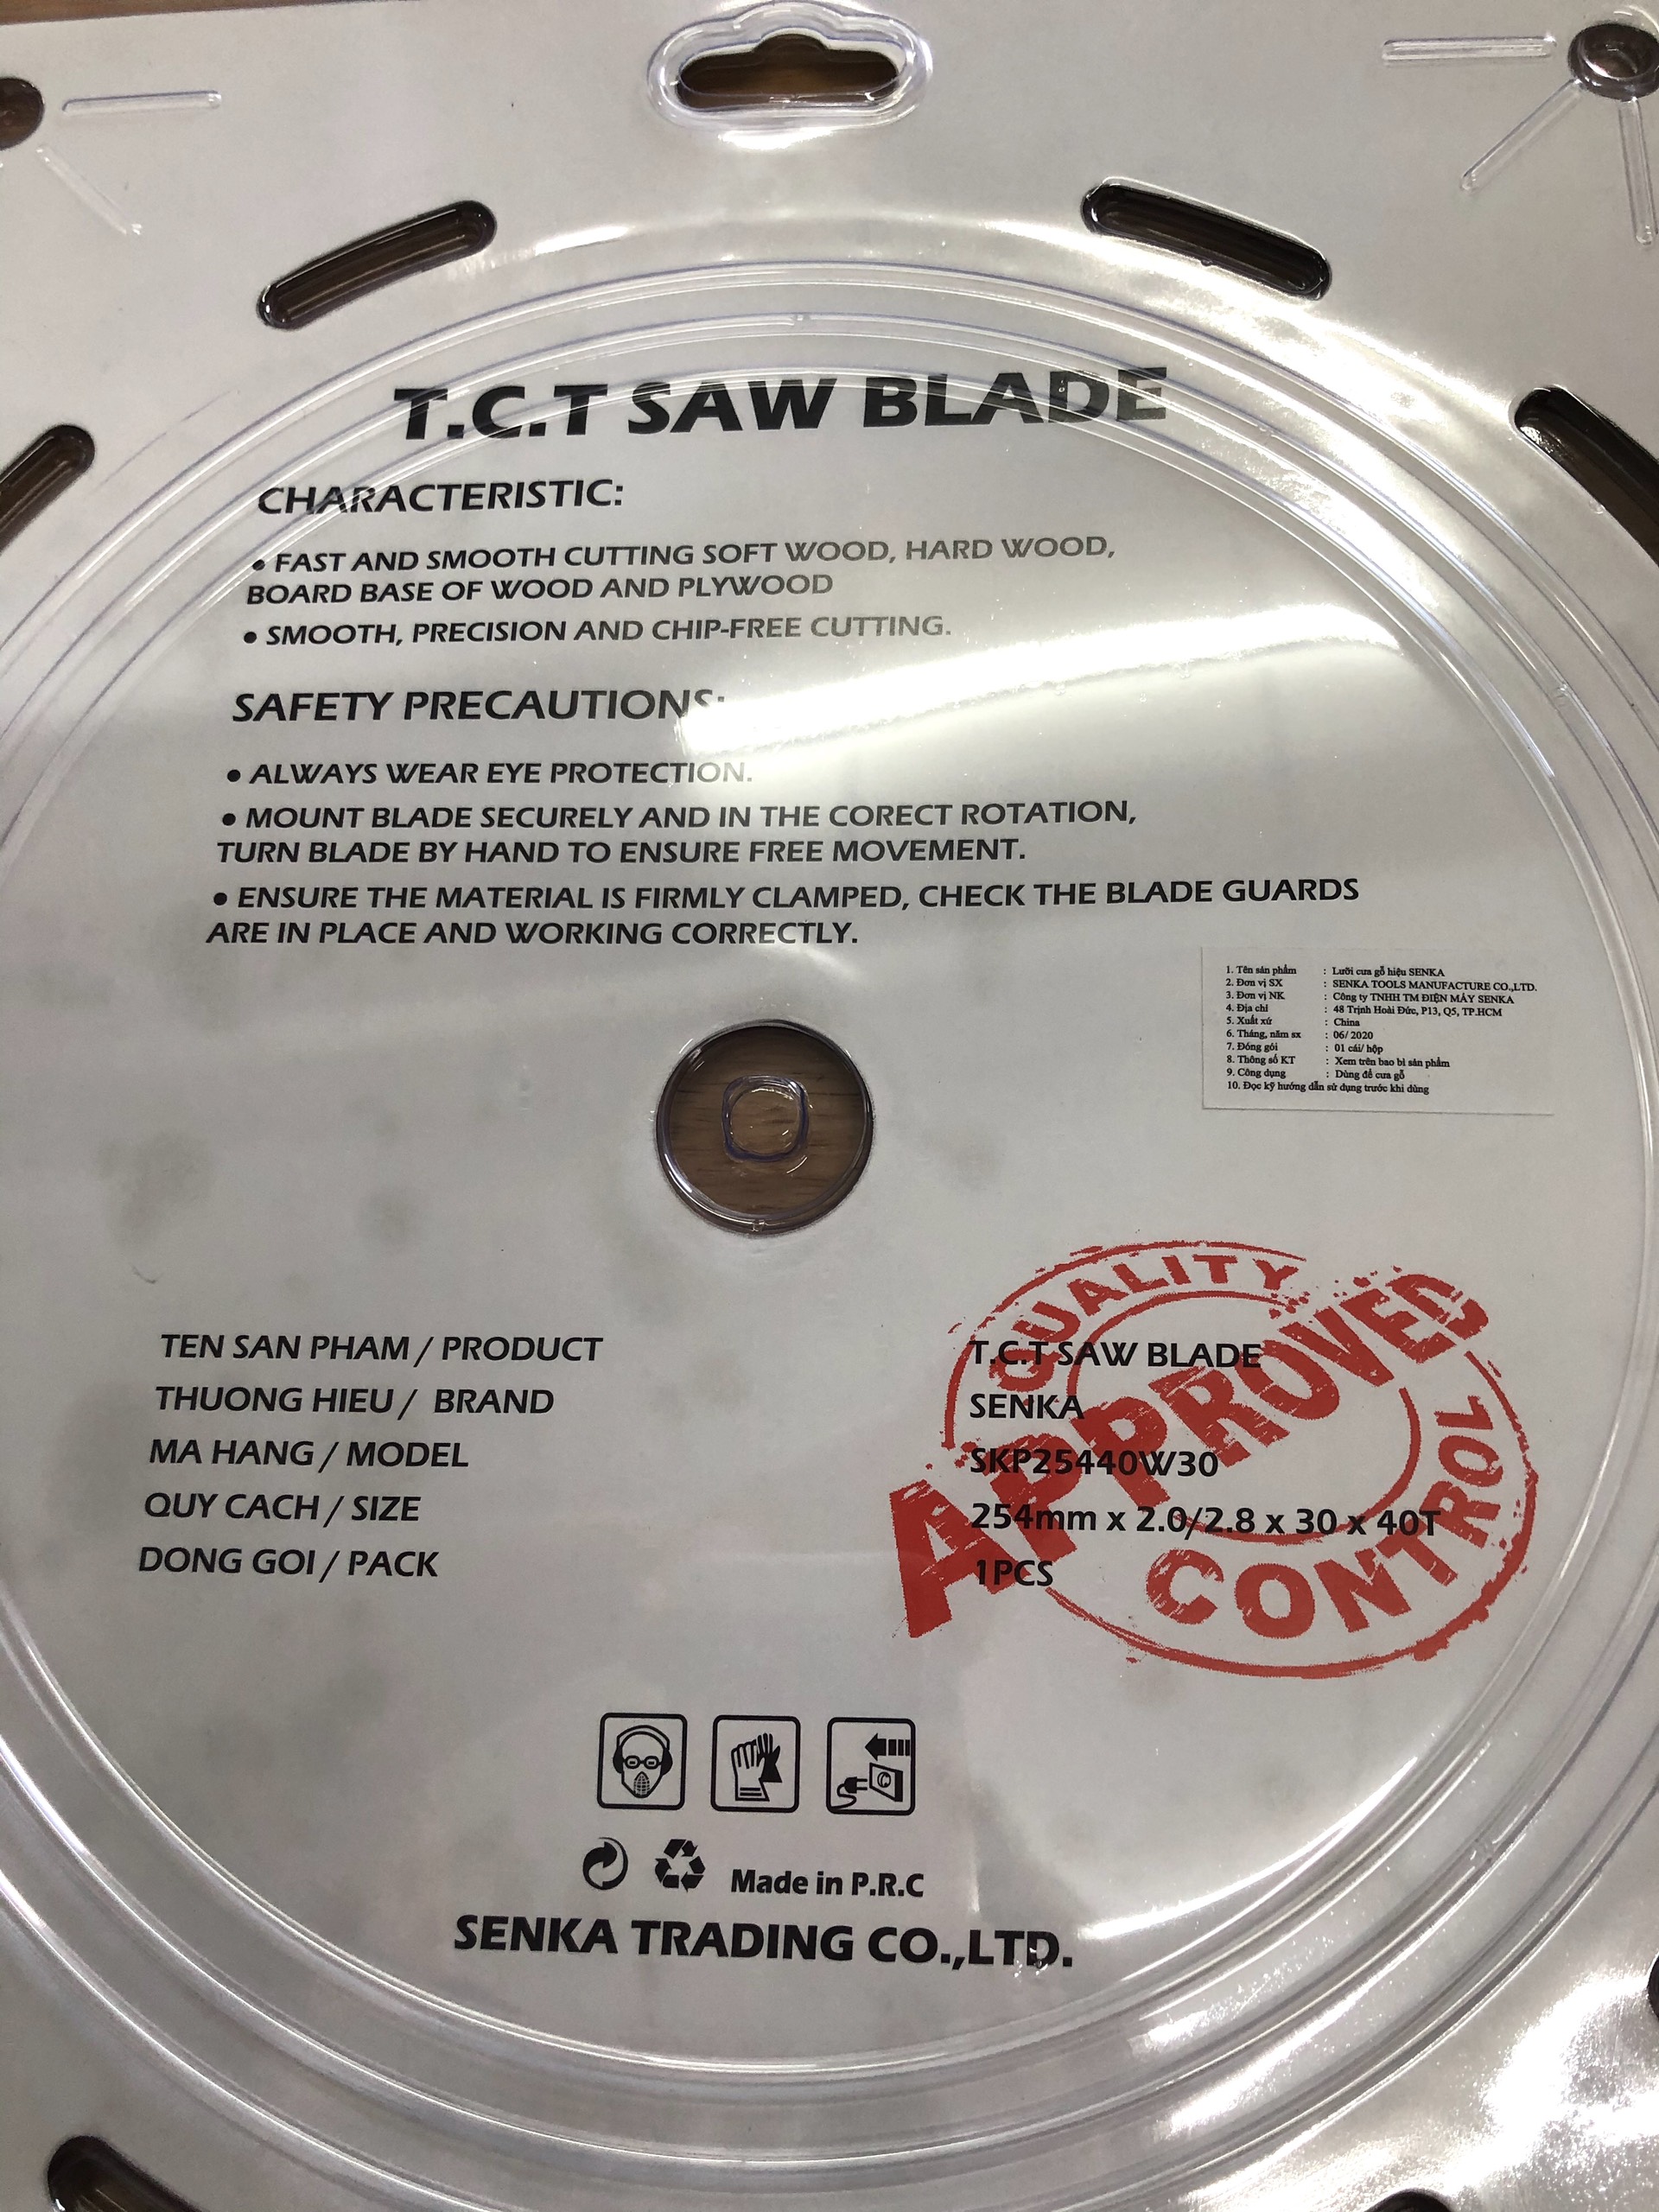 T.C.T SAW BLADE
CHARACTERISTIC:
• FAST AND SMOOTH CUTTING SOFT WOOD, HARD WOOD,
BOARD BASE OF WOOD AND PLYWOOD
• SMOOTH, PRECISION AND CHIP-FREE CUTTING.
SAFETY PRECAUTIONS:
• ALWAYS WEAR EYE PROTECTION.
• MOUNT BLADE SECURELY AND IN THE CORECT ROTATION,
TURN BLADE BY HAND TO ENSURE FREE MOVEMENT.
• ENSURE THE MATERIAL IS FIRMLY CLAMPED, CHECK THE BLADE GUARDS
ARE IN PLACE AND WORKING CORRECTLY.
1. Tên sản phẩm : Lưỡi cưa gỗ hiệu SENKA
2. Đơn vị SX : SENKA TOOLS MANUFACTURE CO.,LTD.
3. Đơn vị NK : Công ty TNHH TM ĐIỆN MÁY SENKA
4. Địa chỉ : 48 Trịnh Hoài Đức, P13, Q5, TP.HCM
5. Xuất xứ : China
6. Tháng, năm sx : 06/ 2020
7. Đóng gói : 01 cái/ hộp
8. Thông số KT : Xem trên bao bì sản phẩm
9. Công dụng : Dùng để cưa gỗ
10. Đọc kỹ hướng dẫn sử dụng trước khi dùng
QUALITY
APPROVED
CONTROL
TEN SAN PHAM / PRODUCT T.C.T SAW BLADE
THUONG HIEU / BRAND SENKA
MA HANG / MODEL SKP25440W30
QUY CACH / SIZE 254mm x 2.0/2.8 x 30 x 40T
DONG GOI / PACK 1PCS
Made in P.R.C
SENKA TRADING CO.,LTD.